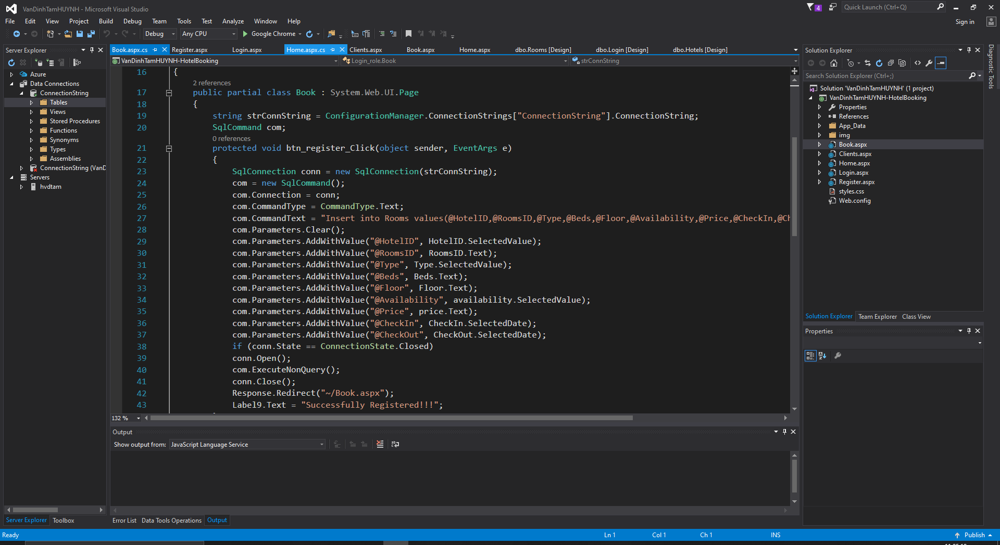 VanDinhTamHUYNH - Microsoft Visual Studio
4
Quick Launch (Ctrl+Q)
File Edit View Project Build Debug Team Tools Test Analyze Window Help
Sign in
Debug Any CPU Google Chrome
Server Explorer
Azure
Data Connections
ConnectionString
Tables
Views
Stored Procedures
Functions
Synonyms
Types
Assemblies
ConnectionString (VanD
Servers
hvdtam
Server Explorer Toolbox
Book.aspx.cs Register.aspx Login.aspx Home.aspx.cs Clients.aspx Book.aspx Home.aspx dbo.Rooms [Design] dbo.Login [Design] dbo.Hotels [Design]
VanDinhTamHUYNH-HotelBooking Login_role.Book strConnString
16 {
2 references
17 public partial class Book : System.Web.UI.Page
18 {
19 string strConnString = ConfigurationManager.ConnectionStrings["ConnectionString"].ConnectionString;
20 SqlCommand com;
0 references
21 protected void btn_register_Click(object sender, EventArgs e)
22 {
23 SqlConnection conn = new SqlConnection(strConnString);
24 com = new SqlCommand();
25 com.Connection = conn;
26 com.CommandType = CommandType.Text;
27 com.CommandText = "Insert into Rooms values(@HotelID,@RoomsID,@Type,@Beds,@Floor,@Availability,@Price,@CheckIn,@Ch
28 com.Parameters.Clear();
29 com.Parameters.AddWithValue("@HotelID", HotelID.SelectedValue);
30 com.Parameters.AddWithValue("@RoomsID", RoomsID.Text);
31 com.Parameters.AddWithValue("@Type", Type.SelectedValue);
32 com.Parameters.AddWithValue("@Beds", Beds.Text);
33 com.Parameters.AddWithValue("@Floor", Floor.Text);
34 com.Parameters.AddWithValue("@Availability", availability.SelectedValue);
35 com.Parameters.AddWithValue("@Price", price.Text);
36 com.Parameters.AddWithValue("@CheckIn", CheckIn.SelectedDate);
37 com.Parameters.AddWithValue("@CheckOut", CheckOut.SelectedDate);
38 if (conn.State == ConnectionState.Closed)
39 conn.Open();
40 com.ExecuteNonQuery();
41 conn.Close();
42 Response.Redirect("~/Book.aspx");
43 Label9.Text = "Successfully Registered!!!";
132 %
Output
Show output from: JavaScript Language Service
Error List Data Tools Operations Output
Solution Explorer
Search Solution Explorer (Ctrl+;)
Solution 'VanDinhTamHUYNH' (1 project)
VanDinhTamHUYNH-HotelBooking
Properties
References
App_Data
img
Book.aspx
Clients.aspx
Home.aspx
Login.aspx
Register.aspx
styles.css
Web.config
Solution Explorer Team Explorer Class View
Properties
Diagnostic Tools
Ready Ln 1 Col 1 Ch 1 INS Publish